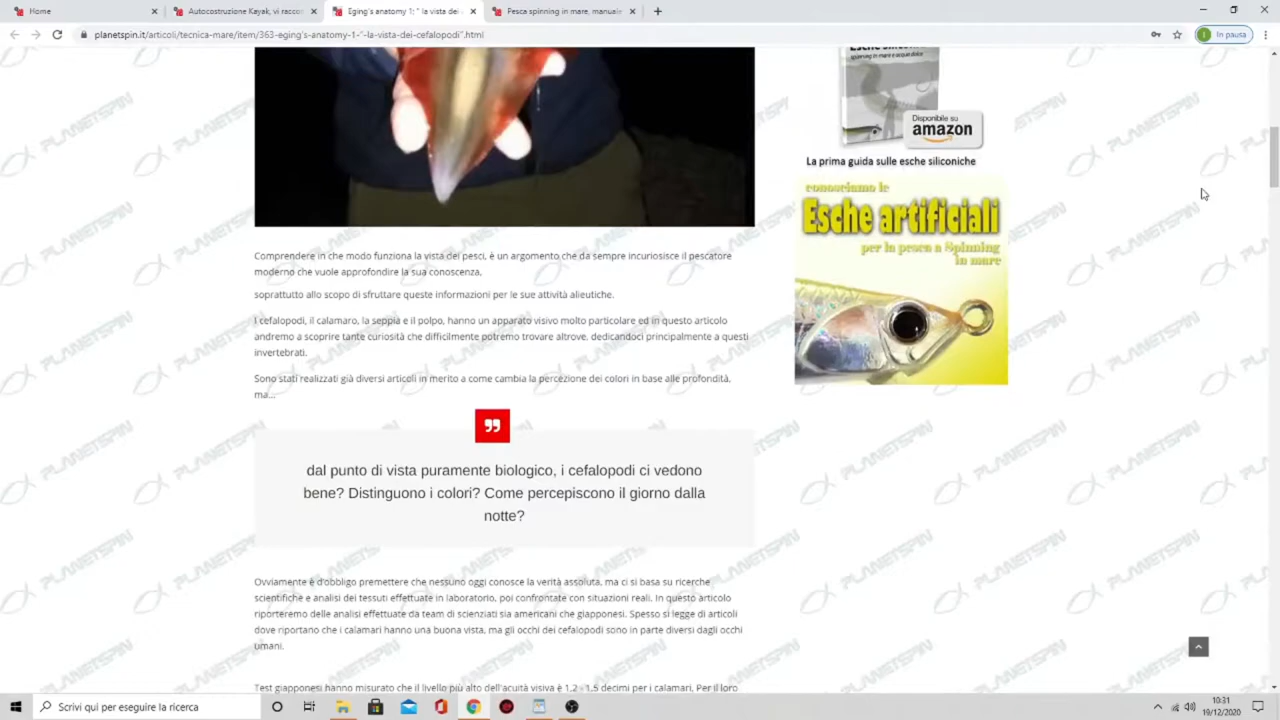 Home
Autocostruzione Kayak, vi raccon
Eging's anatomy 1: " la vista dei
Pesca spinning in mare, manuale
planetspin.it/articoli/tecnica-mare/item/363-eging's-anatomy-1-"-la-vista-dei-cefalopodi".html
In pausa
spinning in mare e acque dolce
Disponibile su
amazon
La prima guida sulle esche siliconiche
conosciamo le
Esche artificiali
per la pesca a Spinning
in mare
Comprendere in che modo funziona la vista dei pesci, è un argomento che da sempre incuriosisce il pescatore
moderno che vuole approfondire la sua conoscenza,
soprattutto allo scopo di sfruttare queste informazioni per le sue attività alieutiche.
I cefalopodi, il calamaro, la seppia e il polpo, hanno un apparato visivo molto particolare ed in questo articolo
andremo a scoprire tante curiosità che difficilmente potremo trovare altrove, dedicandoci principalmente a questi
invertebrati.
Sono stati realizzati già diversi articoli in merito a come cambia la percezione dei colori in base alle profondità,
ma...
dal punto di vista puramente biologico, i cefalopodi ci vedono
bene? Distinguono i colori? Come percepiscono il giorno dalla
notte?
Ovviamente è d'obbligo premettere che nessuno oggi conosce la verità assoluta, ma ci si basa su ricerche
scientifiche e analisi dei tessuti effettuate in laboratorio, poi confrontate con situazioni reali. In questo articolo
riporteremo delle analisi effettuate da team di scienziati sia americani che giapponesi. Spesso si legge di articoli
dove riportano che i calamari hanno una buona vista, ma gli occhi dei cefalopodi sono in parte diversi dagli occhi
umani.
Test giapponesi hanno misurato che il livello più alto dell'acuità visiva è 1,2 - 1,5 decimi per i calamari. Per il loro
PLANETSPIN
Scrivi qui per eseguire la ricerca
10:31
19/12/2020